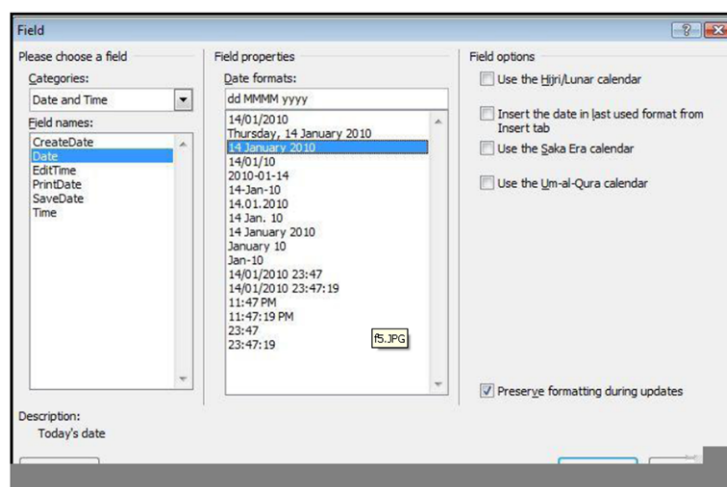 Field
Please choose a field
Categories:
Date and Time
Field names:
CreateDate
Date
EditTime
PrintDate
SaveDate
Time
Field properties
Date formats:
dd MMMM yyyy
14/01/2010
Thursday, 14 January 2010
14 January 2010
14/01/10
2010-01-14
14-Jan-10
14.01.2010
14 Jan. 10
14 January 2010
January 10
Jan-10
14/01/2010 23:47
14/01/2010 23:47:19
11:47 PM
11:47:19 PM
23:47
23:47:19
f5.JPG
Field options
Use the Hijri/Lunar calendar
Insert the date in last used format from
Insert tab
Use the Saka Era calendar
Use the Um-al-Qura calendar
Preserve formatting during updates
Description:
Today's date